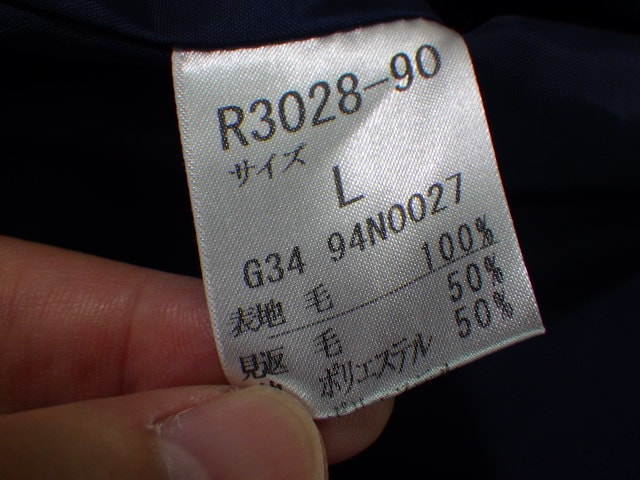 R3028-90
サイズ
L
G34 94N0027
表地 毛 100%
見返 毛 50%
ポリエステル 50%